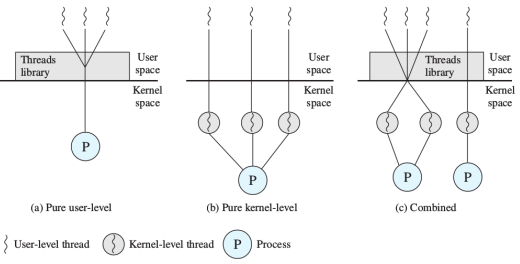 Threads
library
User
space
Kernel
space
P
(a) Pure user-level
User
space
Kernel
space
P
(b) Pure kernel-level
Threads
library
User
space
Kernel
space
P
P
(c) Combined
User-level thread
Kernel-level thread
P
Process